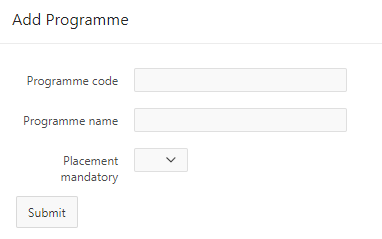 Add Programme
Programme code
Programme name
Placement
mandatory
Submit